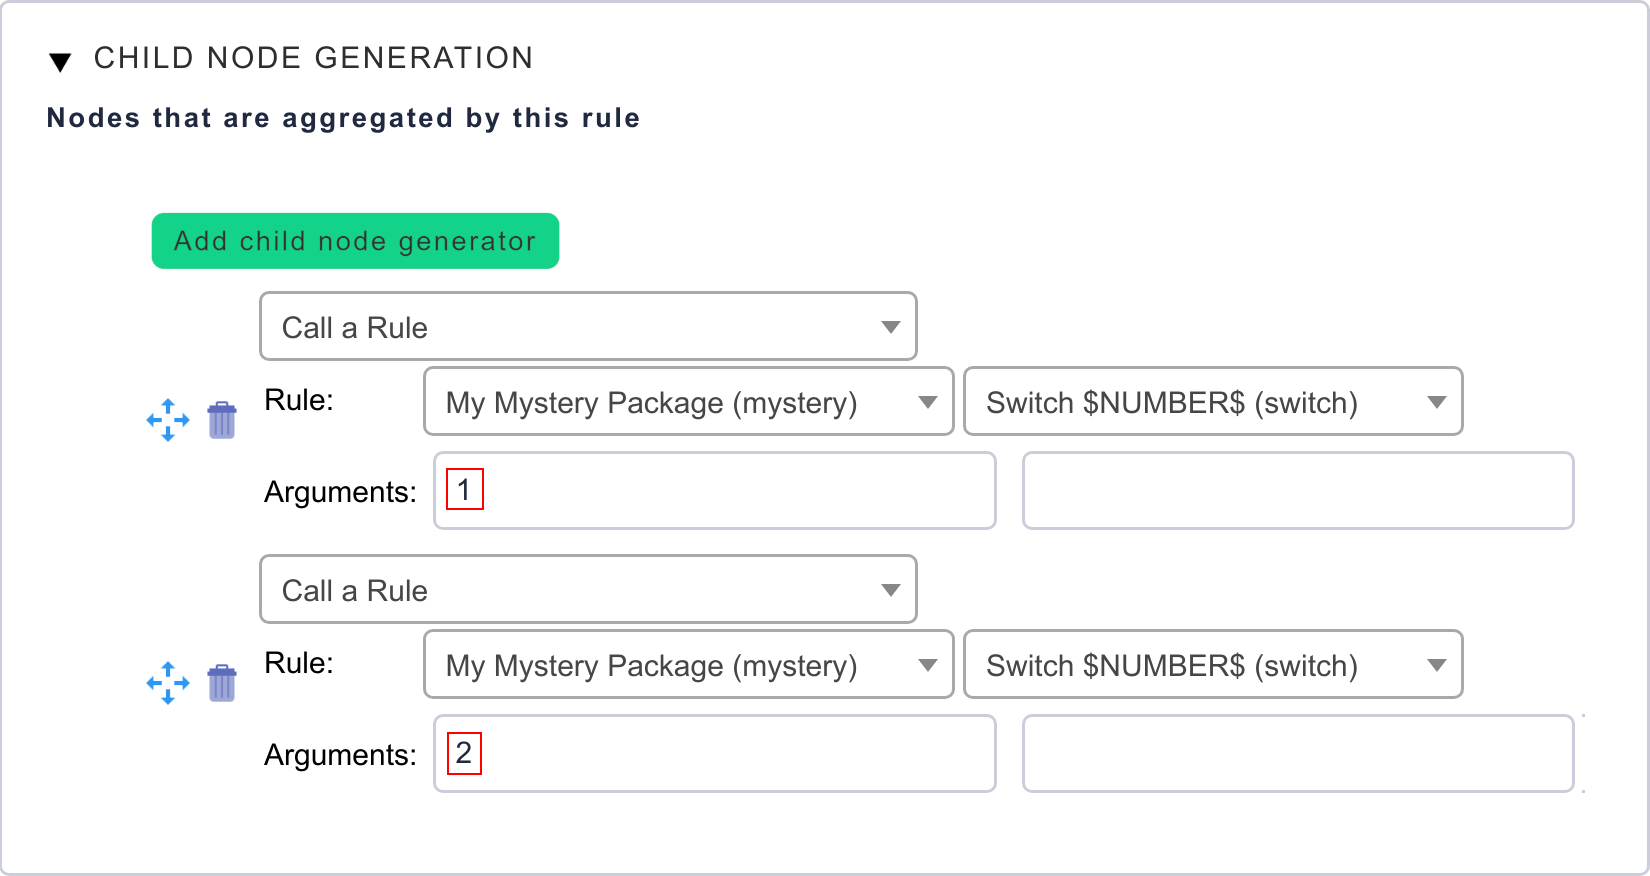 CHILD NODE GENERATION
Nodes that are aggregated by this rule
Add child node generator
Call a Rule
Rule: My Mystery Package (mystery) Switch $NUMBER$ (switch)
Arguments: 1
Call a Rule
Rule: My Mystery Package (mystery) Switch $NUMBER$ (switch)
Arguments: 2